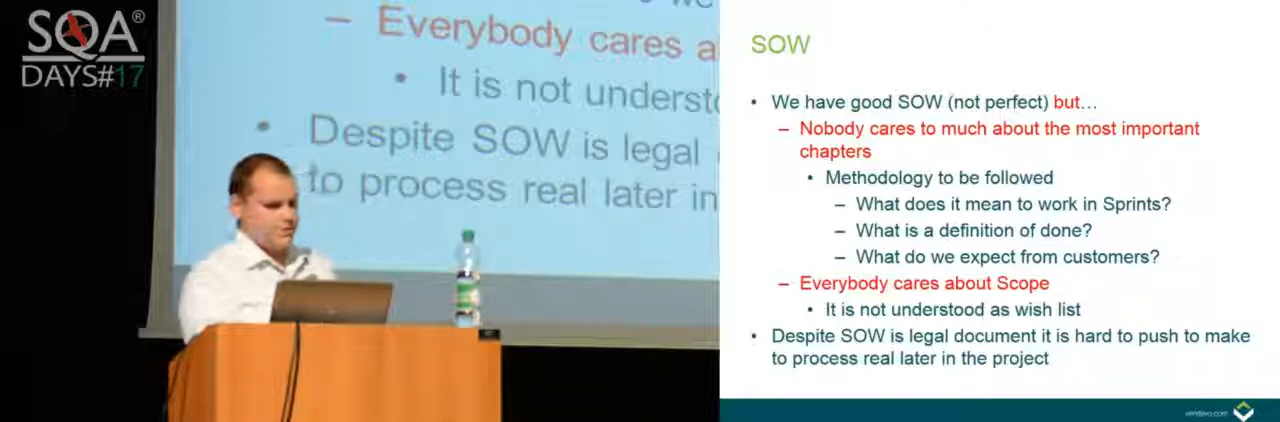 SQA®
DAYS#17
– Everybody cares a
• It is not understo
• Despite SOW is legal
to process real later in
SOW
• We have good SOW (not perfect) but…
– Nobody cares to much about the most important
chapters
• Methodology to be followed
– What does it mean to work in Sprints?
– What is a definition of done?
– What do we expect from customers?
– Everybody cares about Scope
• It is not understood as wish list
• Despite SOW is legal document it is hard to push to make
to process real later in the project
vendavo.com